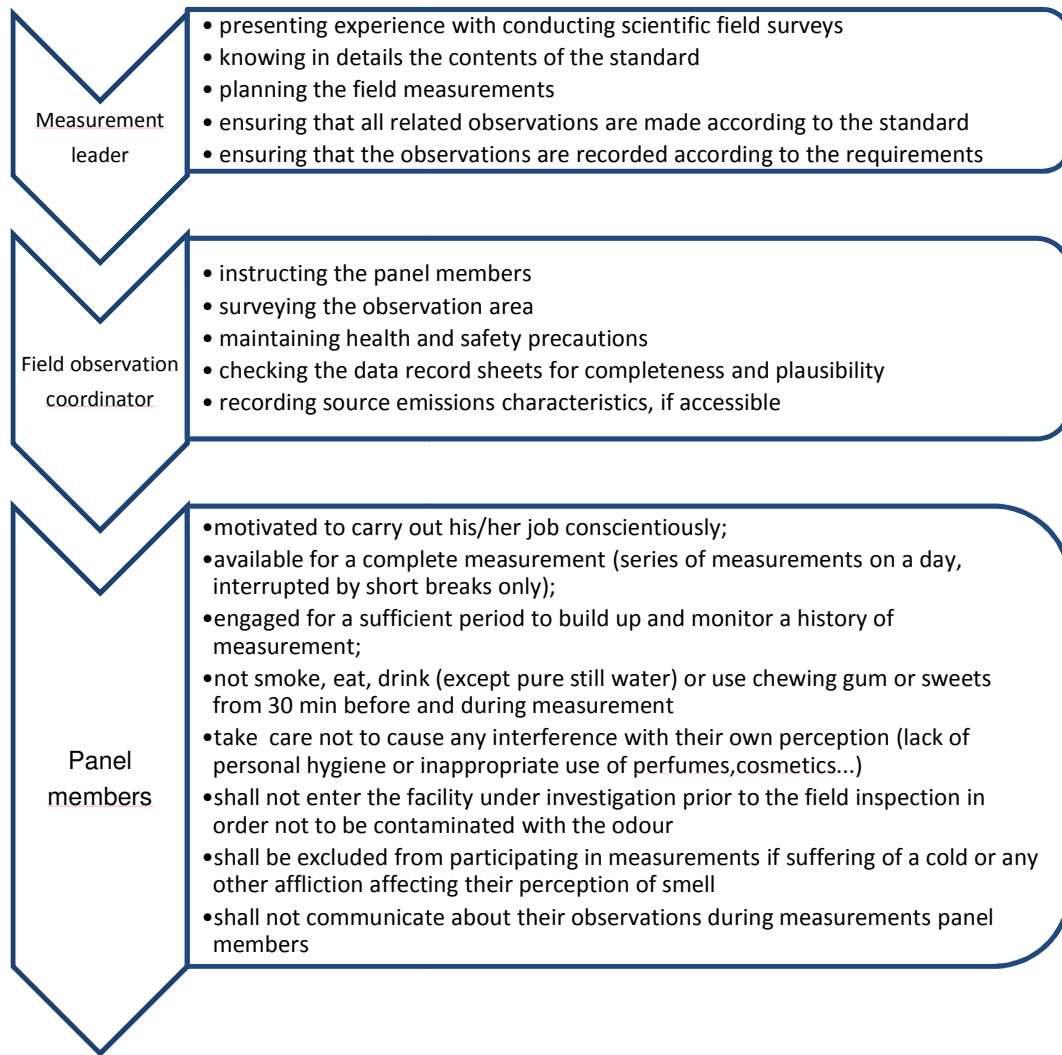 Measurement
leader
• presenting experience with conducting scientific field surveys
• knowing in details the contents of the standard
• planning the field measurements
• ensuring that all related observations are made according to the standard
• ensuring that the observations are recorded according to the requirements
Field observation
coordinator
• instructing the panel members
• surveying the observation area
• maintaining health and safety precautions
• checking the data record sheets for completeness and plausibility
• recording source emissions characteristics, if accessible
Panel
members
•motivated to carry out his/her job conscientiously;
•available for a complete measurement (series of measurements on a day,
interrupted by short breaks only);
•engaged for a sufficient period to build up and monitor a history of
measurement;
•not smoke, eat, drink (except pure still water) or use chewing gum or sweets
from 30 min before and during measurement
•take care not to cause any interference with their own perception (lack of
personal hygiene or inappropriate use of perfumes,cosmetics...)
•shall not enter the facility under investigation prior to the field inspection in
order not to be contaminated with the odour
•shall be excluded from participating in measurements if suffering of a cold or any
other affliction affecting their perception of smell
•shall not communicate about their observations during measurements panel
members